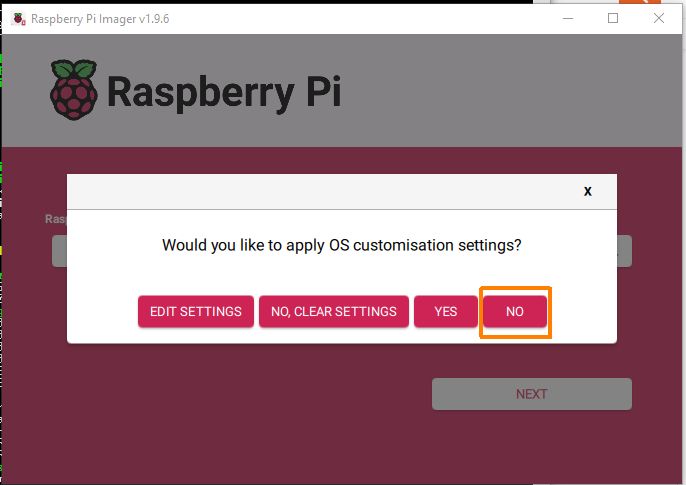 Raspberry Pi Imager v1.9.6
Raspberry Pi
x
Rasp
Would you like to apply OS customisation settings?
EDIT SETTINGS
NO, CLEAR SETTINGS
YES
NO
NEXT